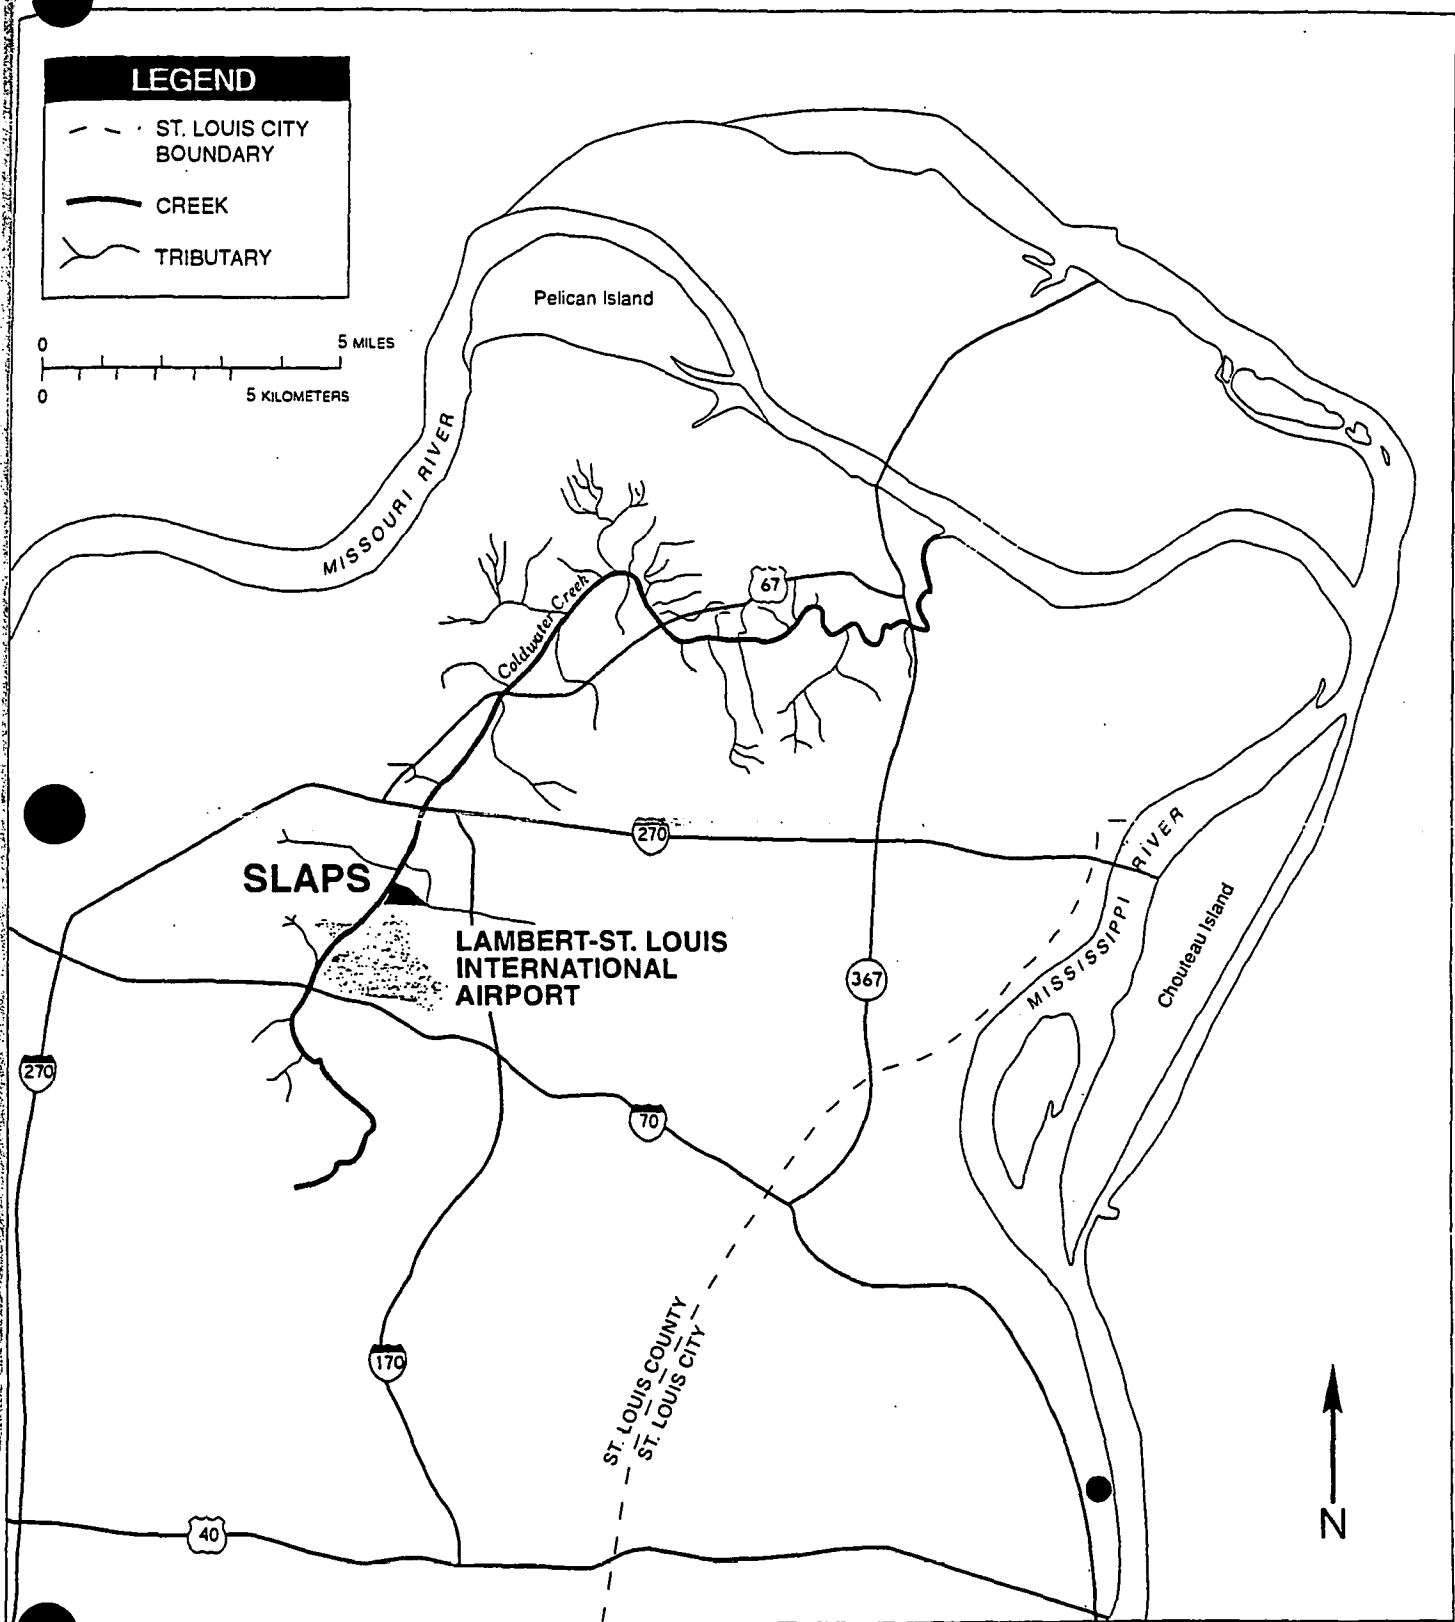 LEGEND
ST. LOUIS CITY
BOUNDARY
CREEK
TRIBUTARY
0
5 MILES
0
5 KILOMETERS
Pelican Island
MISSOURI RIVER
Coldwater Creek
67
270
SLAPS
LAMBERT-ST. LOUIS
INTERNATIONAL
AIRPORT
367
MISSISSIPPI RIVER
Chouteau Island
270
70
170
ST. LOUIS COUNTY
ST. LOUIS CITY
40
N